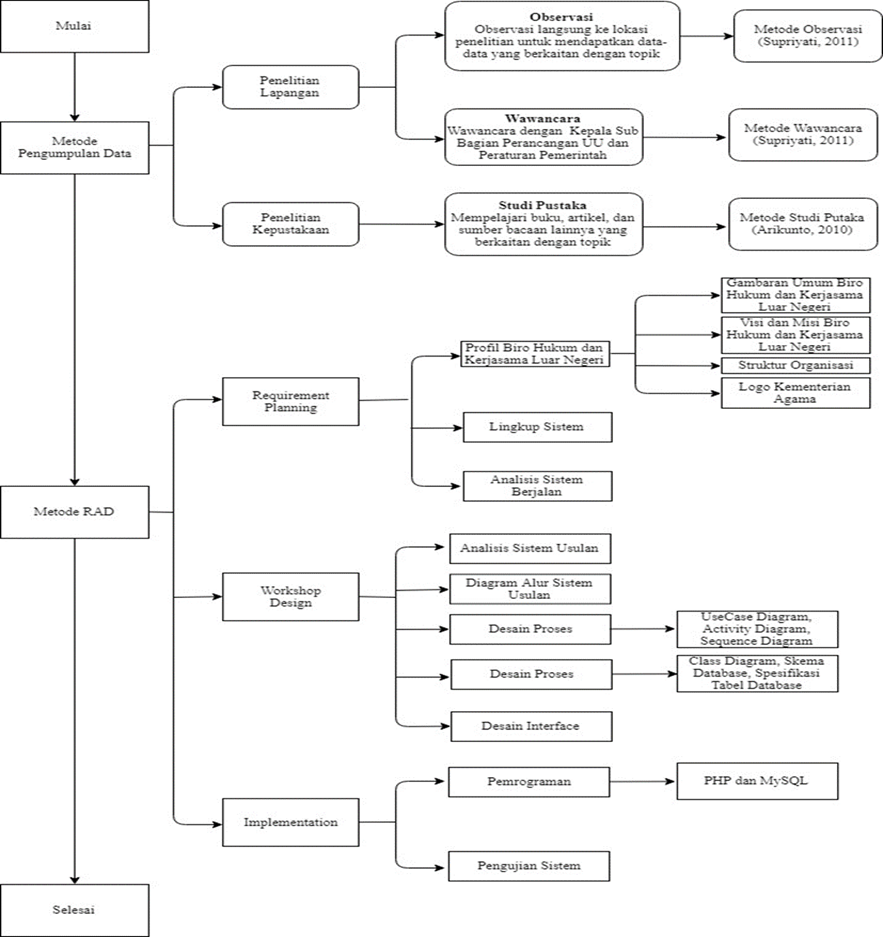 Mulai
Metode
Pengumpulan Data
Penelitian
Lapangan
Observasi
Observasi langsung ke lokasi
penelitian untuk mendapatkan data-
data yang berkaitan dengan topik
Metode Observasi
(Supriyati, 2011)
Wawancara
Wawancara dengan Kepala Sub
Bagian Perancangan UU dan
Peraturan Pemerintah
Metode Wawancara
(Supriyati, 2011)
Penelitian
Kepustakaan
Studi Pustaka
Mempelajari buku, artikel, dan
sumber bacaan lainnya yang
berkaitan dengan topik
Metode Studi Putaka
(Arikunto, 2010)
Metode RAD
Requirement
Planning
Profil Biro Hukum dan
Kerjasama Luar Negeri
Gambaran Umum Biro
Hukum dan Kerjasama
Luar Negeri
Visi dan Misi Biro
Hukum dan Kerjasama
Luar Negeri
Struktur Organisasi
Logo Kementerian
Agama
Lingkup Sistem
Analisis Sistem
Berjalan
Workshop
Design
Analisis Sistem Usulan
Diagram Alur Sistem
Usulan
Desain Proses
UseCase Diagram,
Activity Diagram,
Sequence Diagram
Desain Proses
Class Diagram, Skema
Database, Spesifikasi
Tabel Database
Desain Interface
Implementation
Pemrograman
PHP dan MySQL
Pengujian Sistem
Selesai